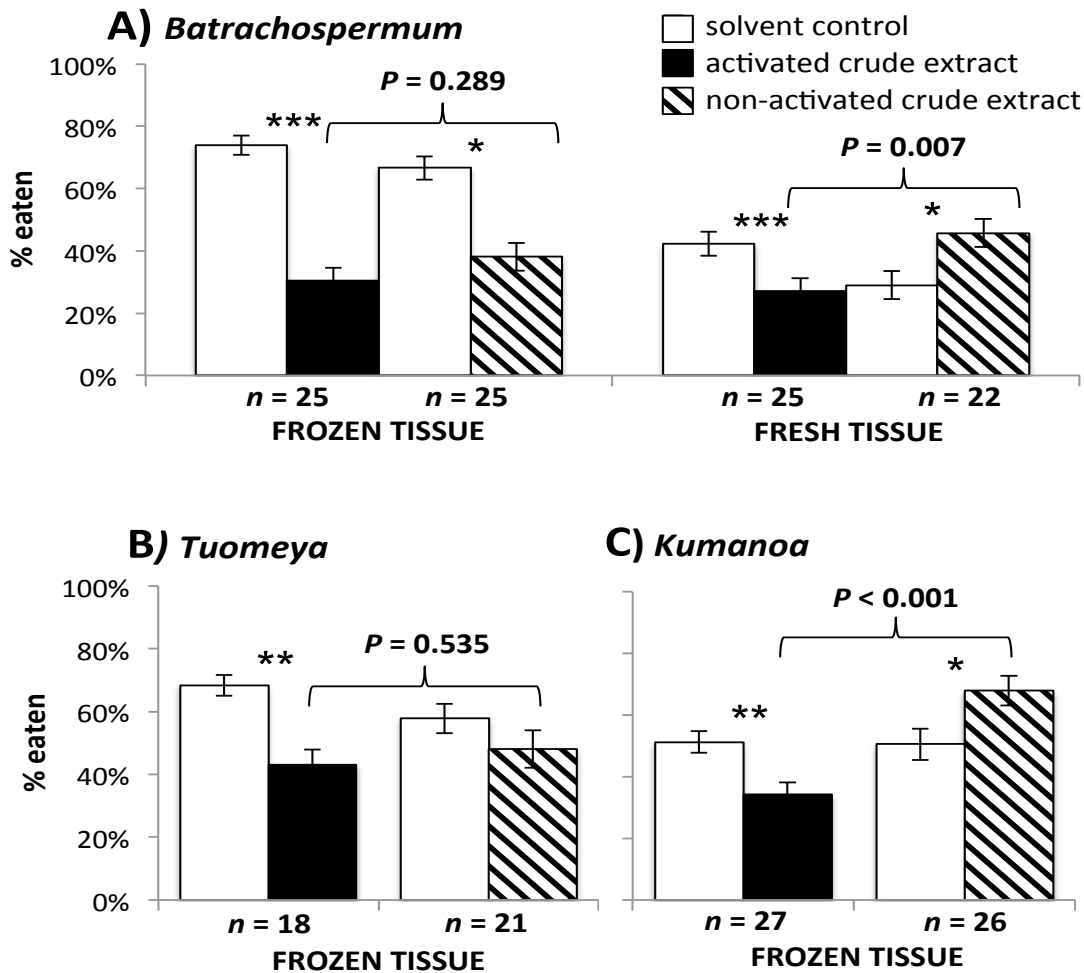 A) Batrachospermum
solvent control
activated crude extract
non-activated crude extract
100%
80%
60%
40%
20%
0%
% eaten
***
P = 0.289
*
***
P = 0.007
*
n = 25
n = 25
n = 25
n = 22
FROZEN TISSUE
FRESH TISSUE
B) Tuomeya
100%
80%
60%
40%
20%
0%
% eaten
**
P = 0.535
n = 18
n = 21
FROZEN TISSUE
C) Kumanoa
P < 0.001
**
*
n = 27
n = 26
FROZEN TISSUE